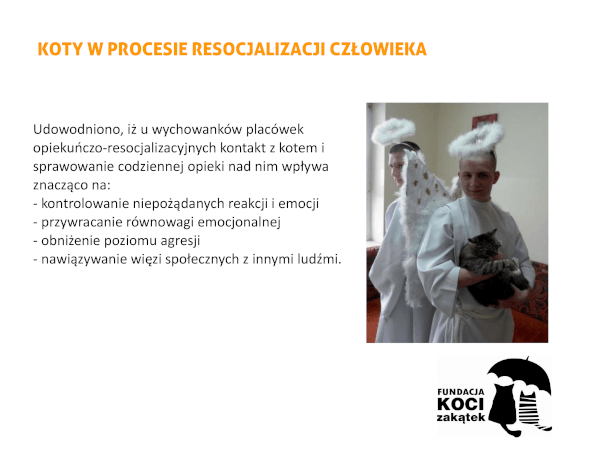 KOTY W PROCESIE RESOCJALIZACJI CZŁOWIEKA
Udowodniono, iż u wychowanków placówek
opiekuńczo-resocjalizacyjnych kontakt z kotem i
sprawowanie codziennej opieki nad nim wpływa
znacząco na:
- kontrolowanie niepożądanych reakcji i emocji
- przywracanie równowagi emocjonalnej
- obniżenie poziomu agresji
- nawiązywanie więzi społecznych z innymi ludźmi.
FUNDACJA
KOCI
zakątek